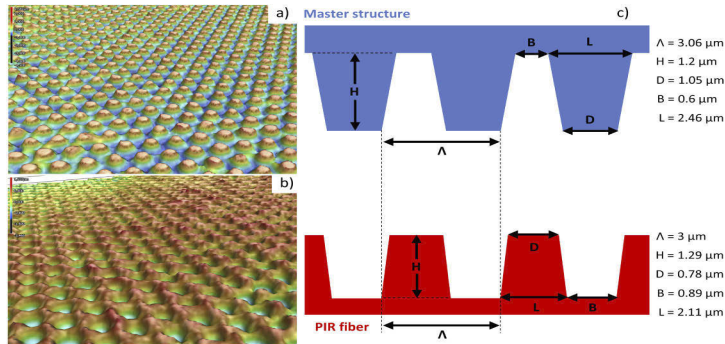 a)
b)
Master structure
c)
B
L
H
D
Λ
Λ = 3.06 µm
H = 1.2 µm
D = 1.05 µm
B = 0.6 µm
L = 2.46 µm
D
H
L
B
PIR fiber
Λ
Λ = 3 µm
H = 1.29 µm
D = 0.78 µm
B = 0.89 µm
L = 2.11 µm